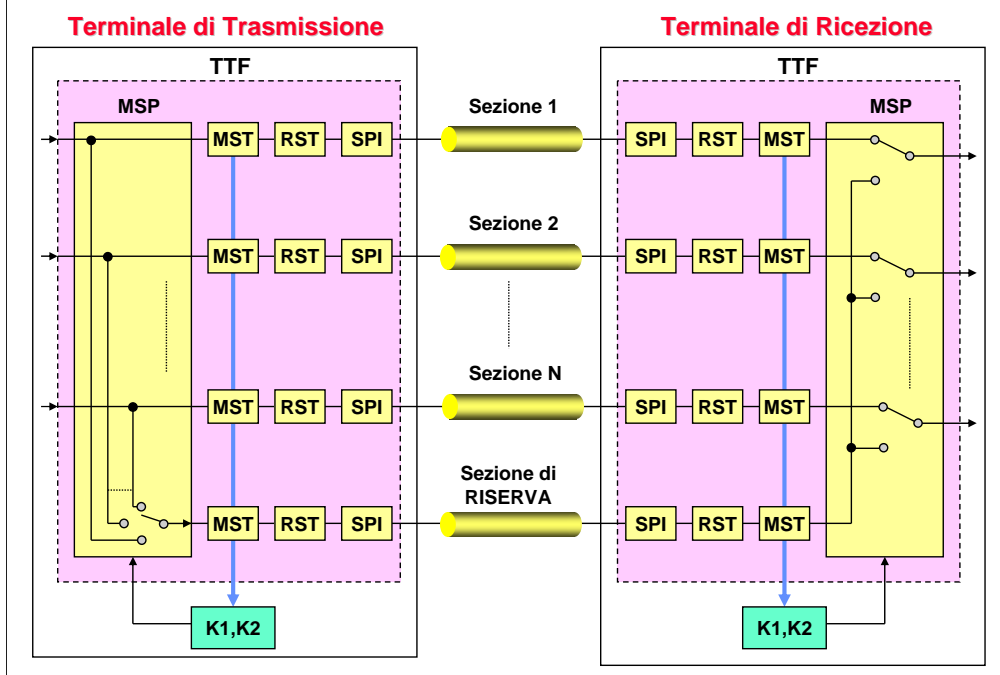 Terminale di Trasmissione
Terminale di Ricezione
TTF
TTF
MSP
Sezione 1
MSP
MST RST SPI
SPI RST MST
Sezione 2
MST RST SPI
SPI RST MST
Sezione N
MST RST SPI
SPI RST MST
Sezione di
RISERVA
MST RST SPI
SPI RST MST
K1,K2
K1,K2